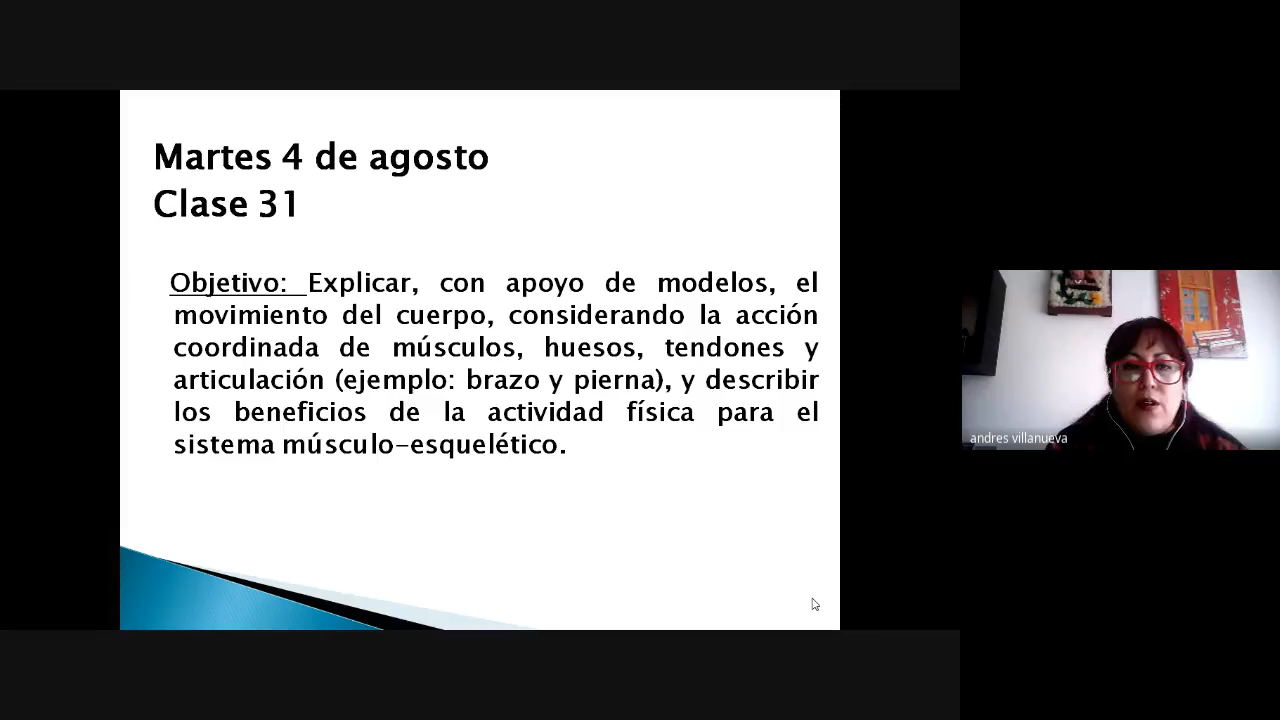 Martes 4 de agosto
Clase 31
Objetivo: Explicar, con apoyo de modelos, el
movimiento del cuerpo, considerando la acción
coordinada de músculos, huesos, tendones y
articulación (ejemplo: brazo y pierna), y describir
los beneficios de la actividad física para el
sistema músculo-esquelético.
andres villanueva